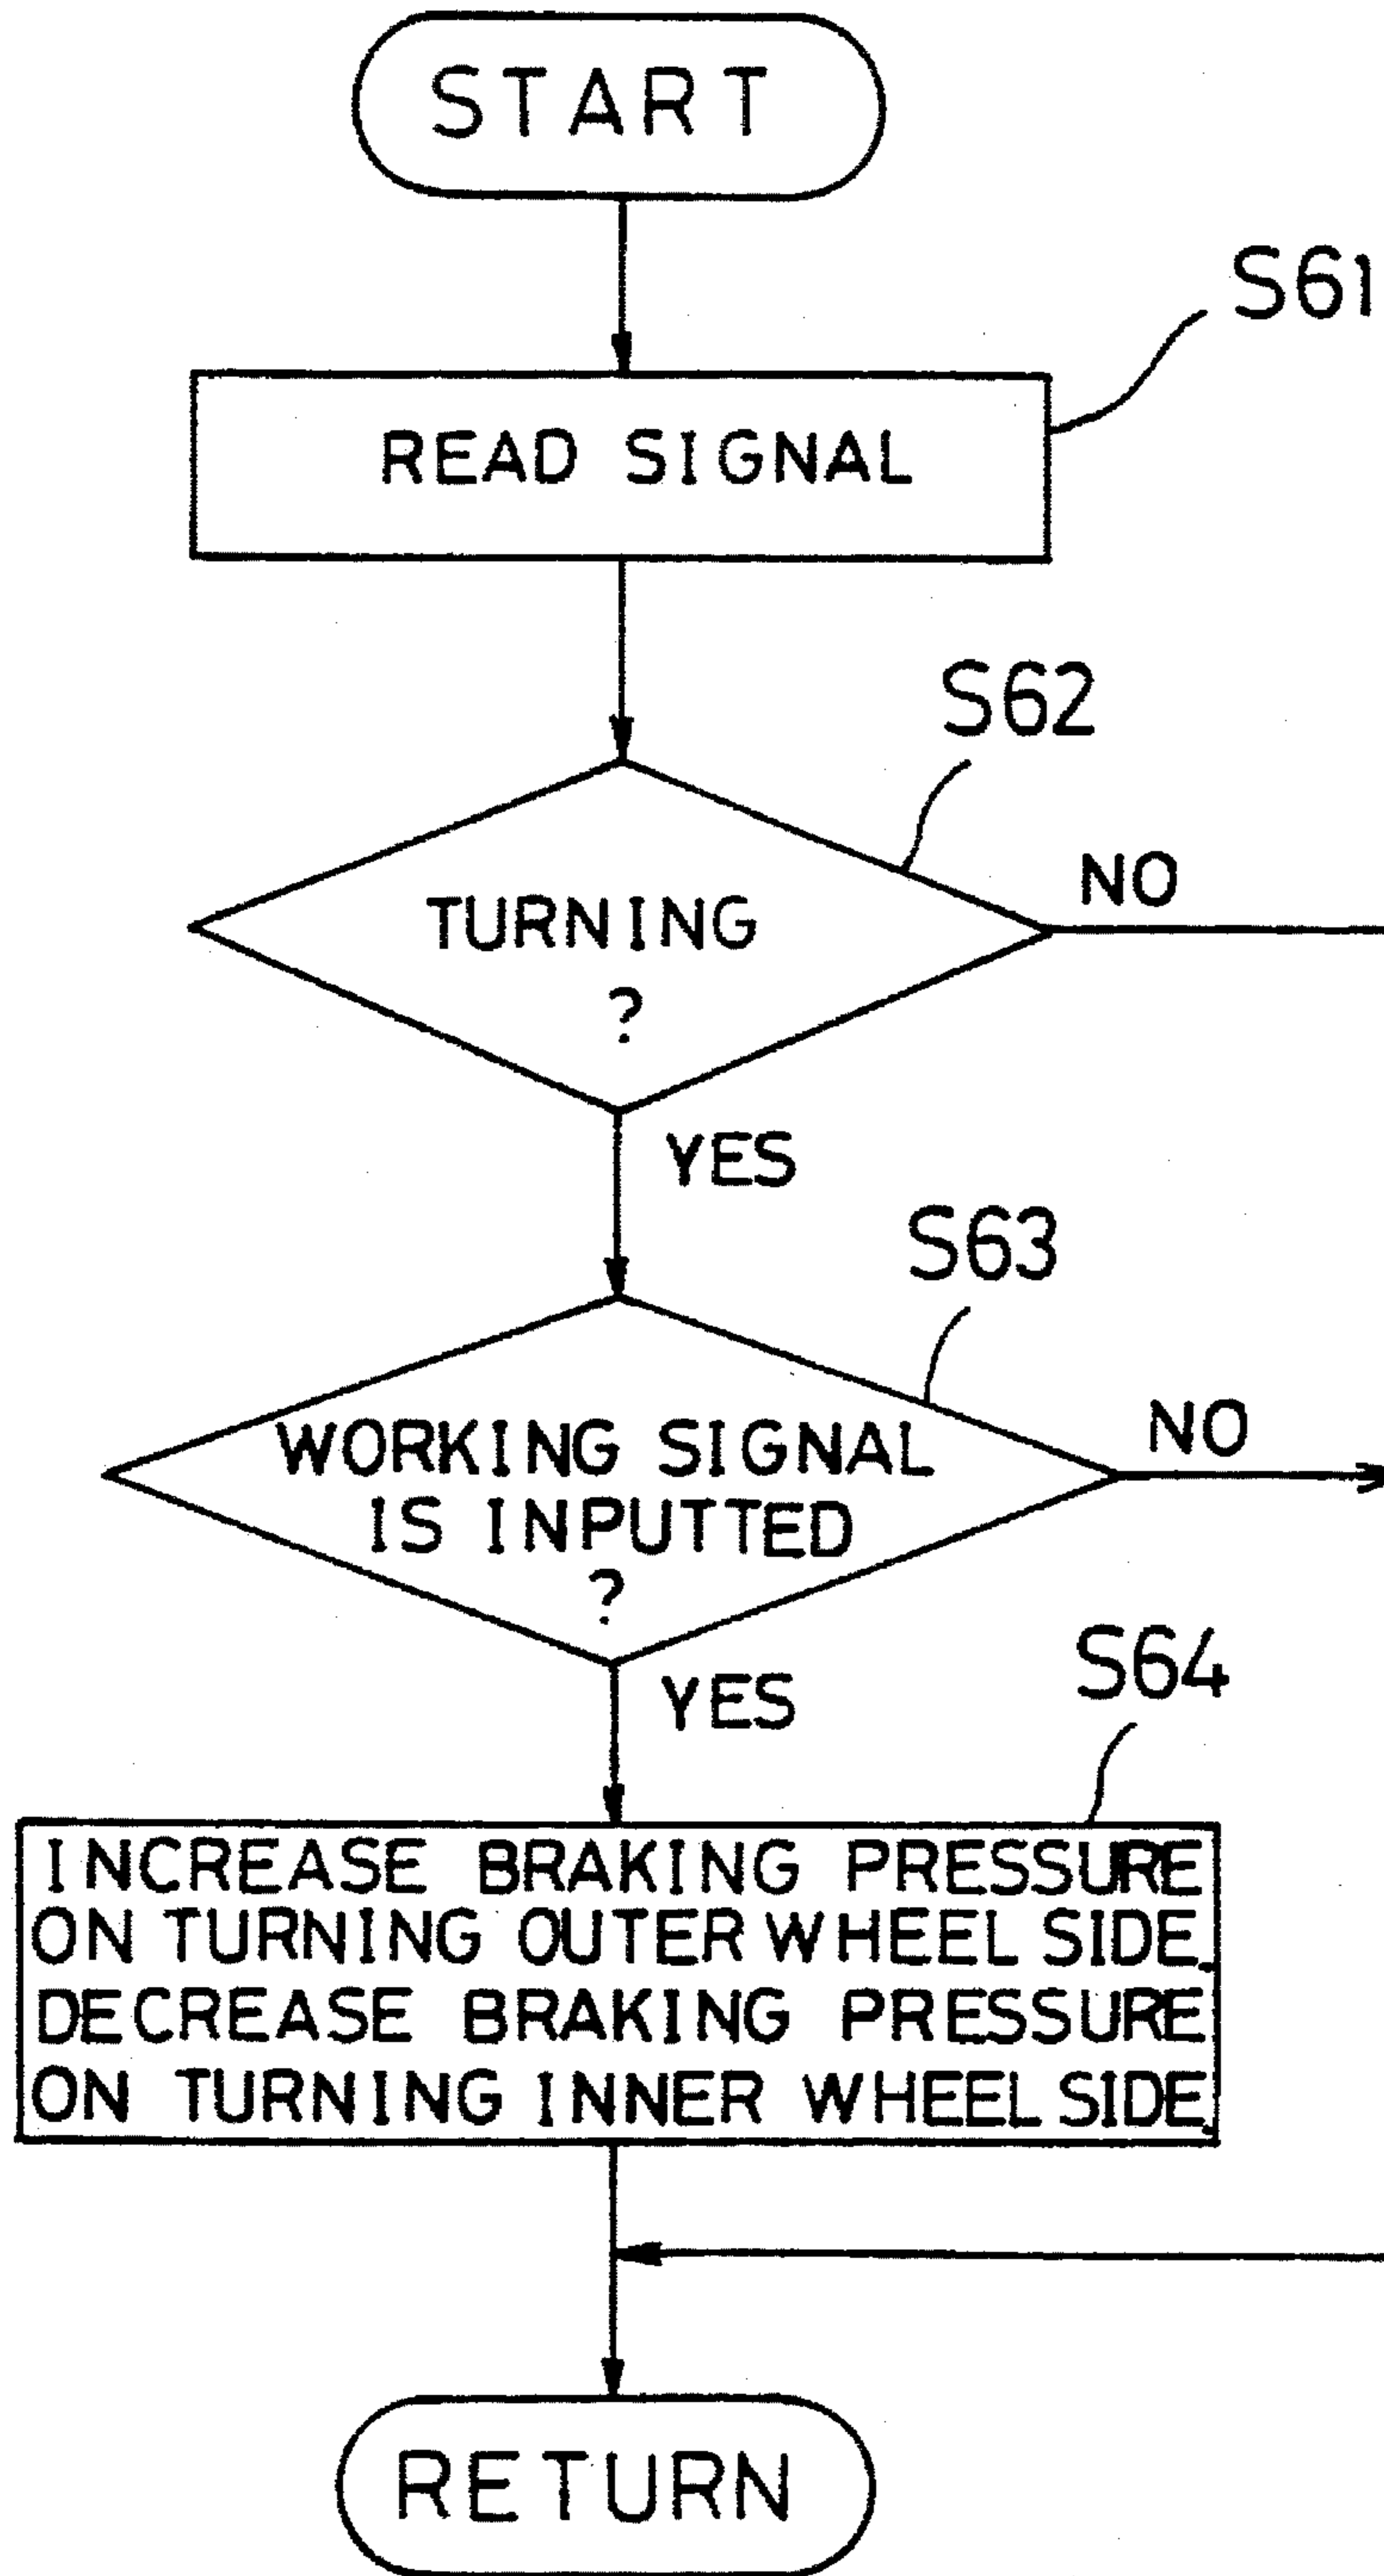 START
S61
READ SIGNAL
S62
NO
TURNING
?
YES
S63
NO
WORKING SIGNAL
IS INPUTTED
?
YES
S64
INCREASE BRAKING PRESSURE
ON TURNING OUTER WHEEL SIDE.
DECREASE BRAKING PRESSURE
ON TURNING INNER WHEEL SIDE.
RETURN